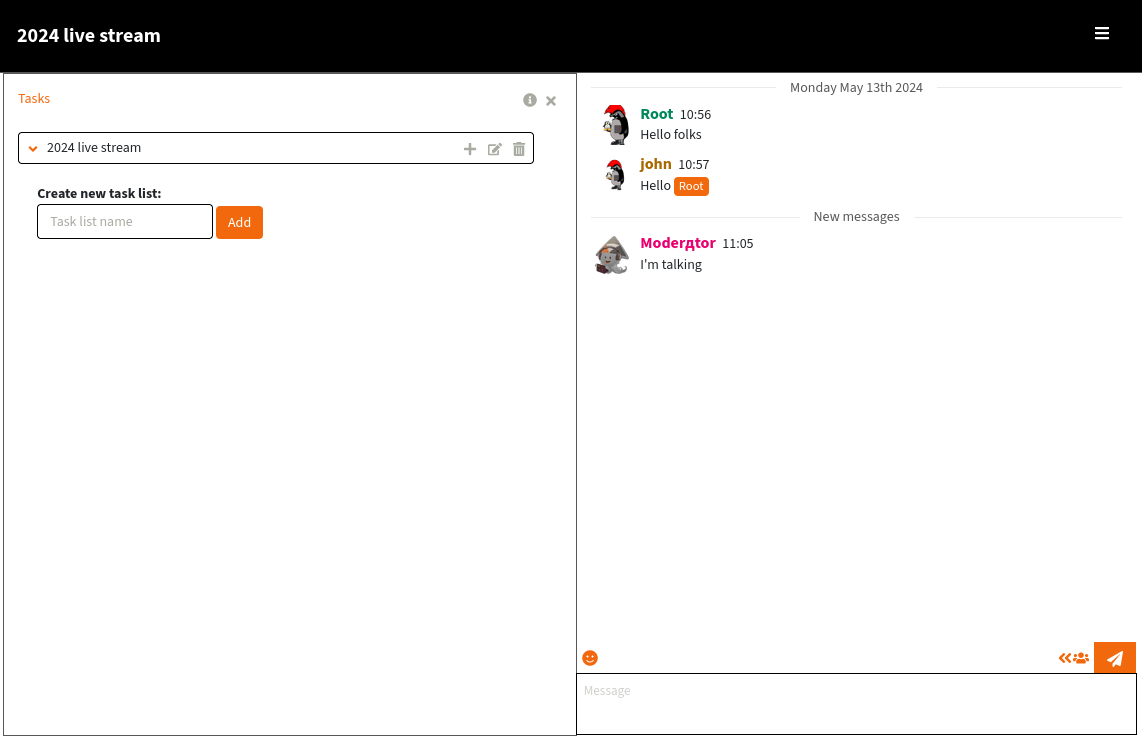 2024 live stream
Tasks
2024 live stream
Create new task list:
Task list name
Add
Monday May 13th 2024
Root 10:56
Hello folks
john 10:57
Hello Root
New messages
Moderдtor 11:05
I'm talking
Message